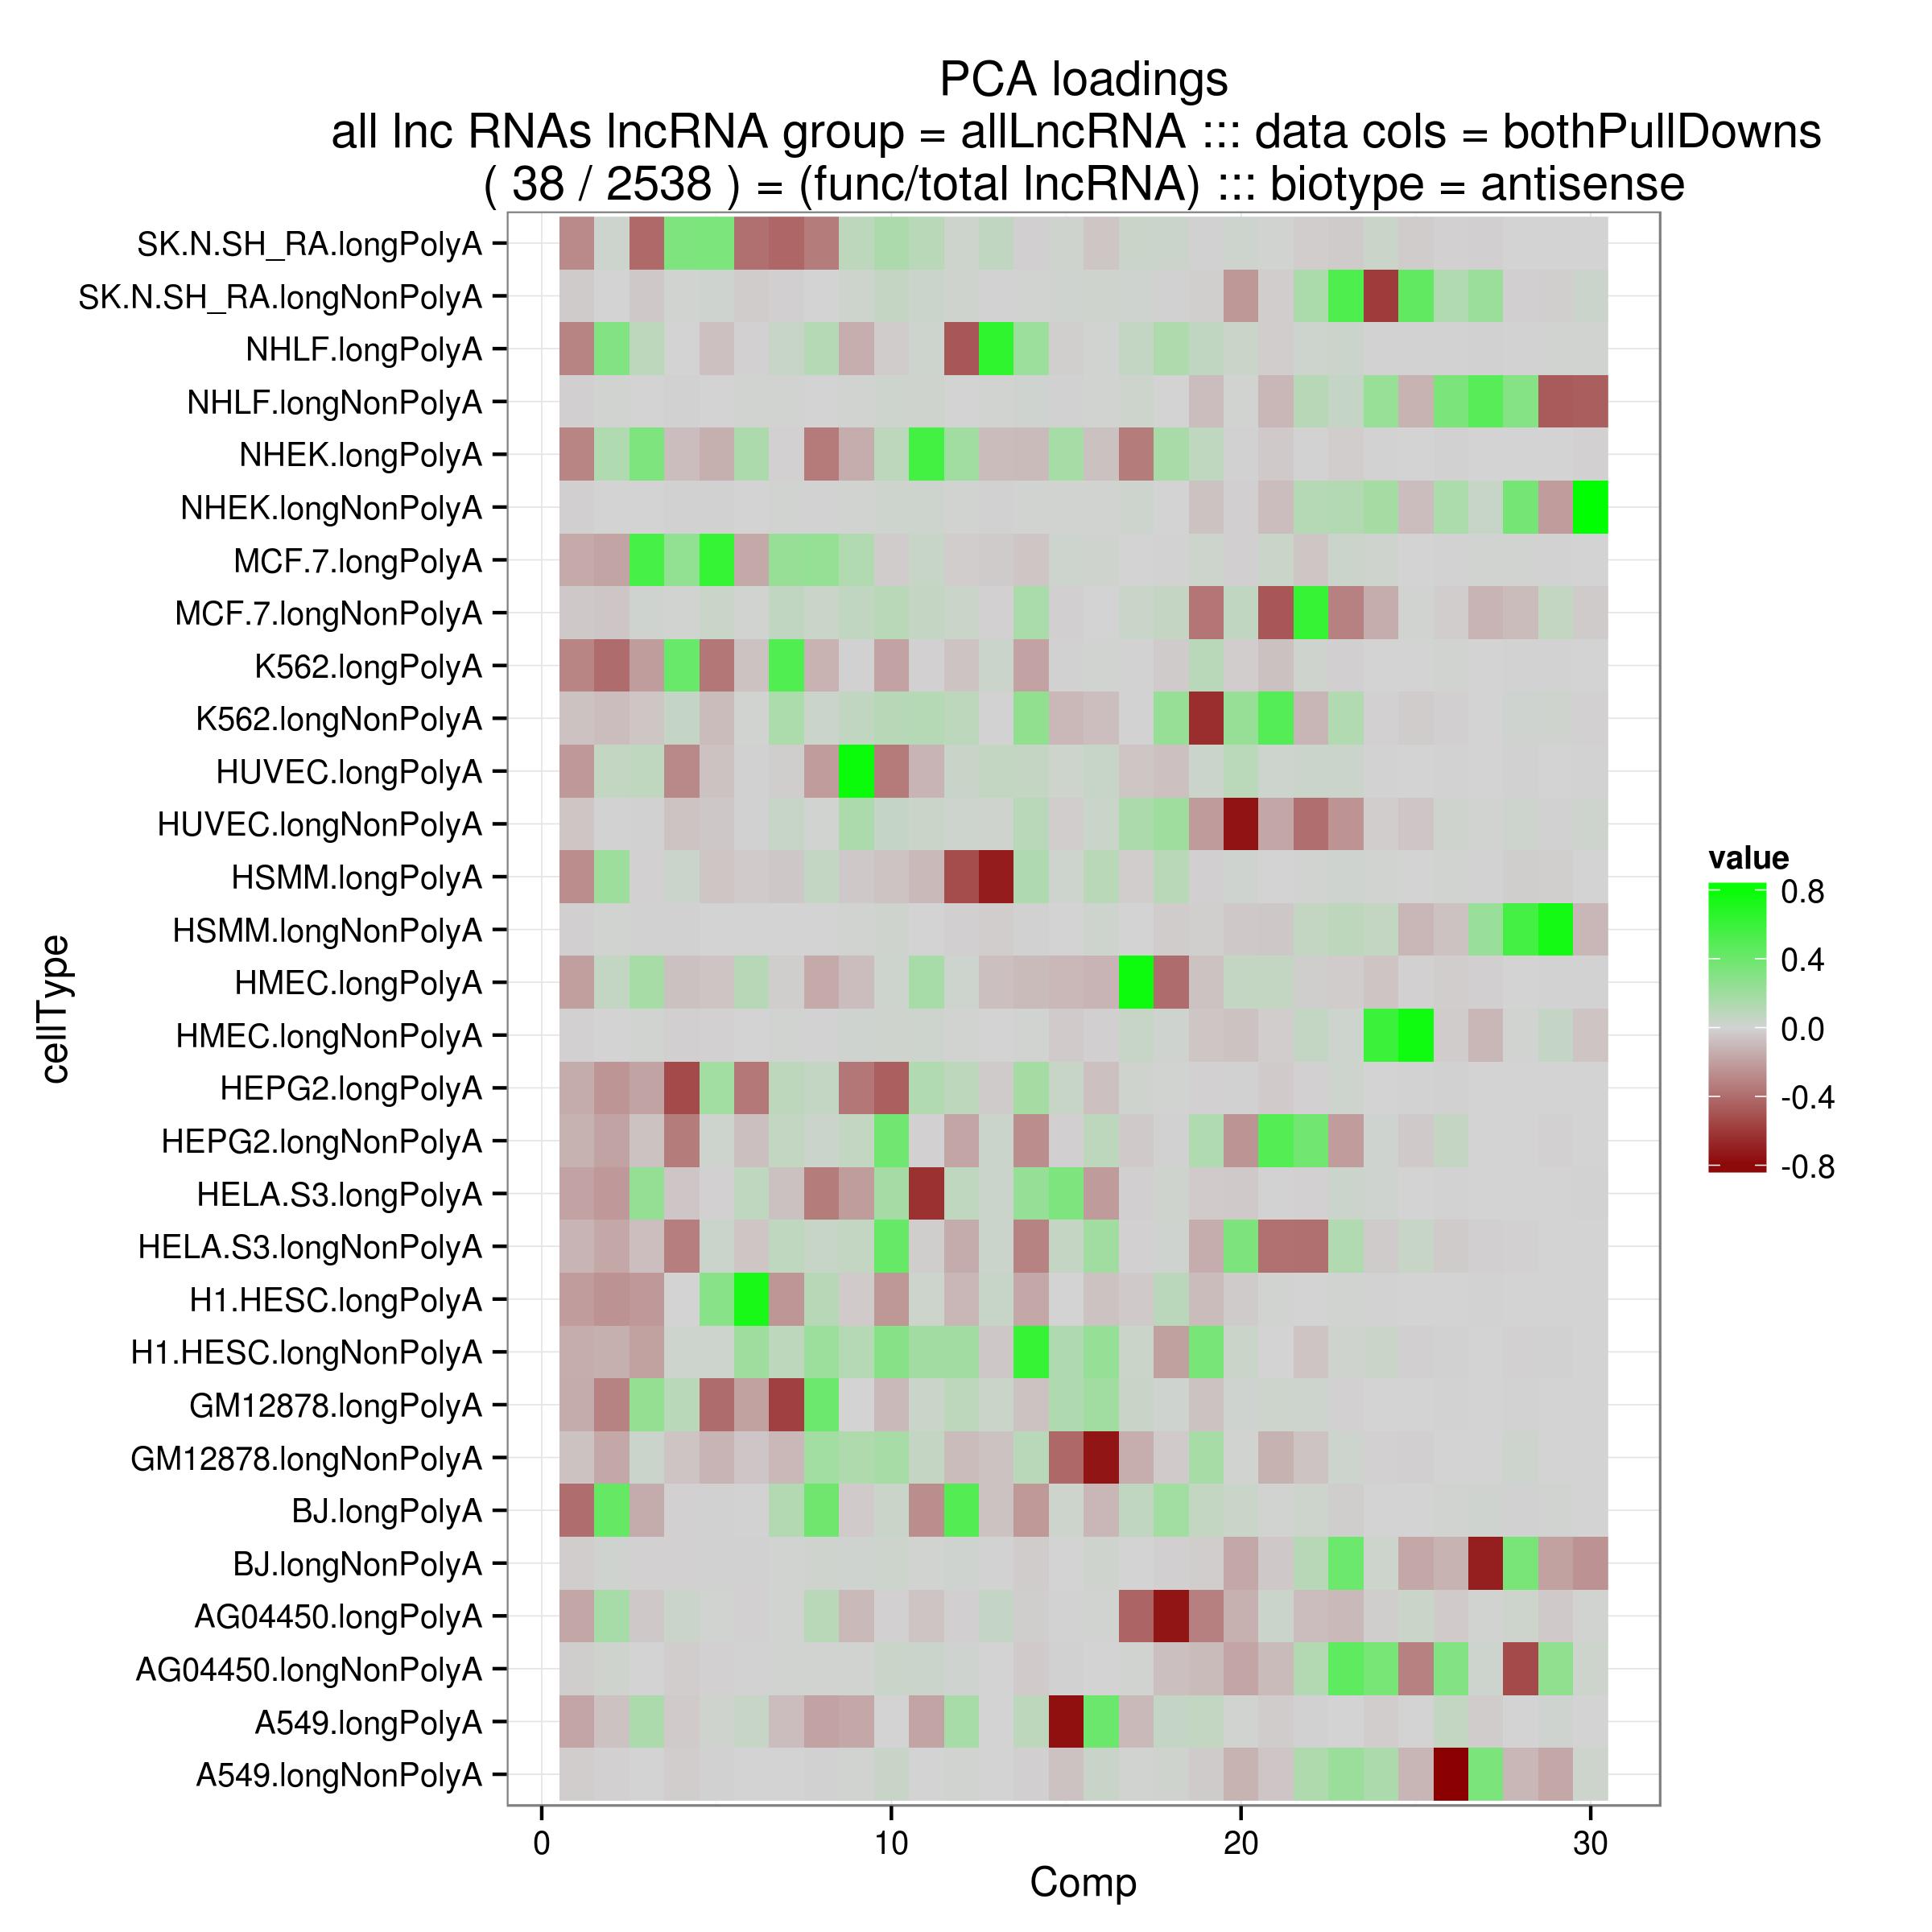 PCA loadings
all lnc RNAs lncRNA group = allLncRNA ::: data cols = bothPullDowns
( 38 / 2538 ) = (func/total lncRNA) ::: biotype = antisense
SK.N.SH_RA.longPolyA
SK.N.SH_RA.longNonPolyA
NHLF.longPolyA
NHLF.longNonPolyA
NHEK.longPolyA
NHEK.longNonPolyA
MCF.7.longPolyA
MCF.7.longNonPolyA
K562.longPolyA
K562.longNonPolyA
HUVEC.longPolyA
HUVEC.longNonPolyA
HSMM.longPolyA
HSMM.longNonPolyA
HMEC.longPolyA
HMEC.longNonPolyA
HEPG2.longPolyA
HEPG2.longNonPolyA
HELA.S3.longPolyA
HELA.S3.longNonPolyA
H1.HESC.longPolyA
H1.HESC.longNonPolyA
GM12878.longPolyA
GM12878.longNonPolyA
BJ.longPolyA
BJ.longNonPolyA
AG04450.longPolyA
AG04450.longNonPolyA
A549.longPolyA
A549.longNonPolyA
cellType
0 10 20 30
Comp
value
0.8
0.4
0.0
-0.4
-0.8